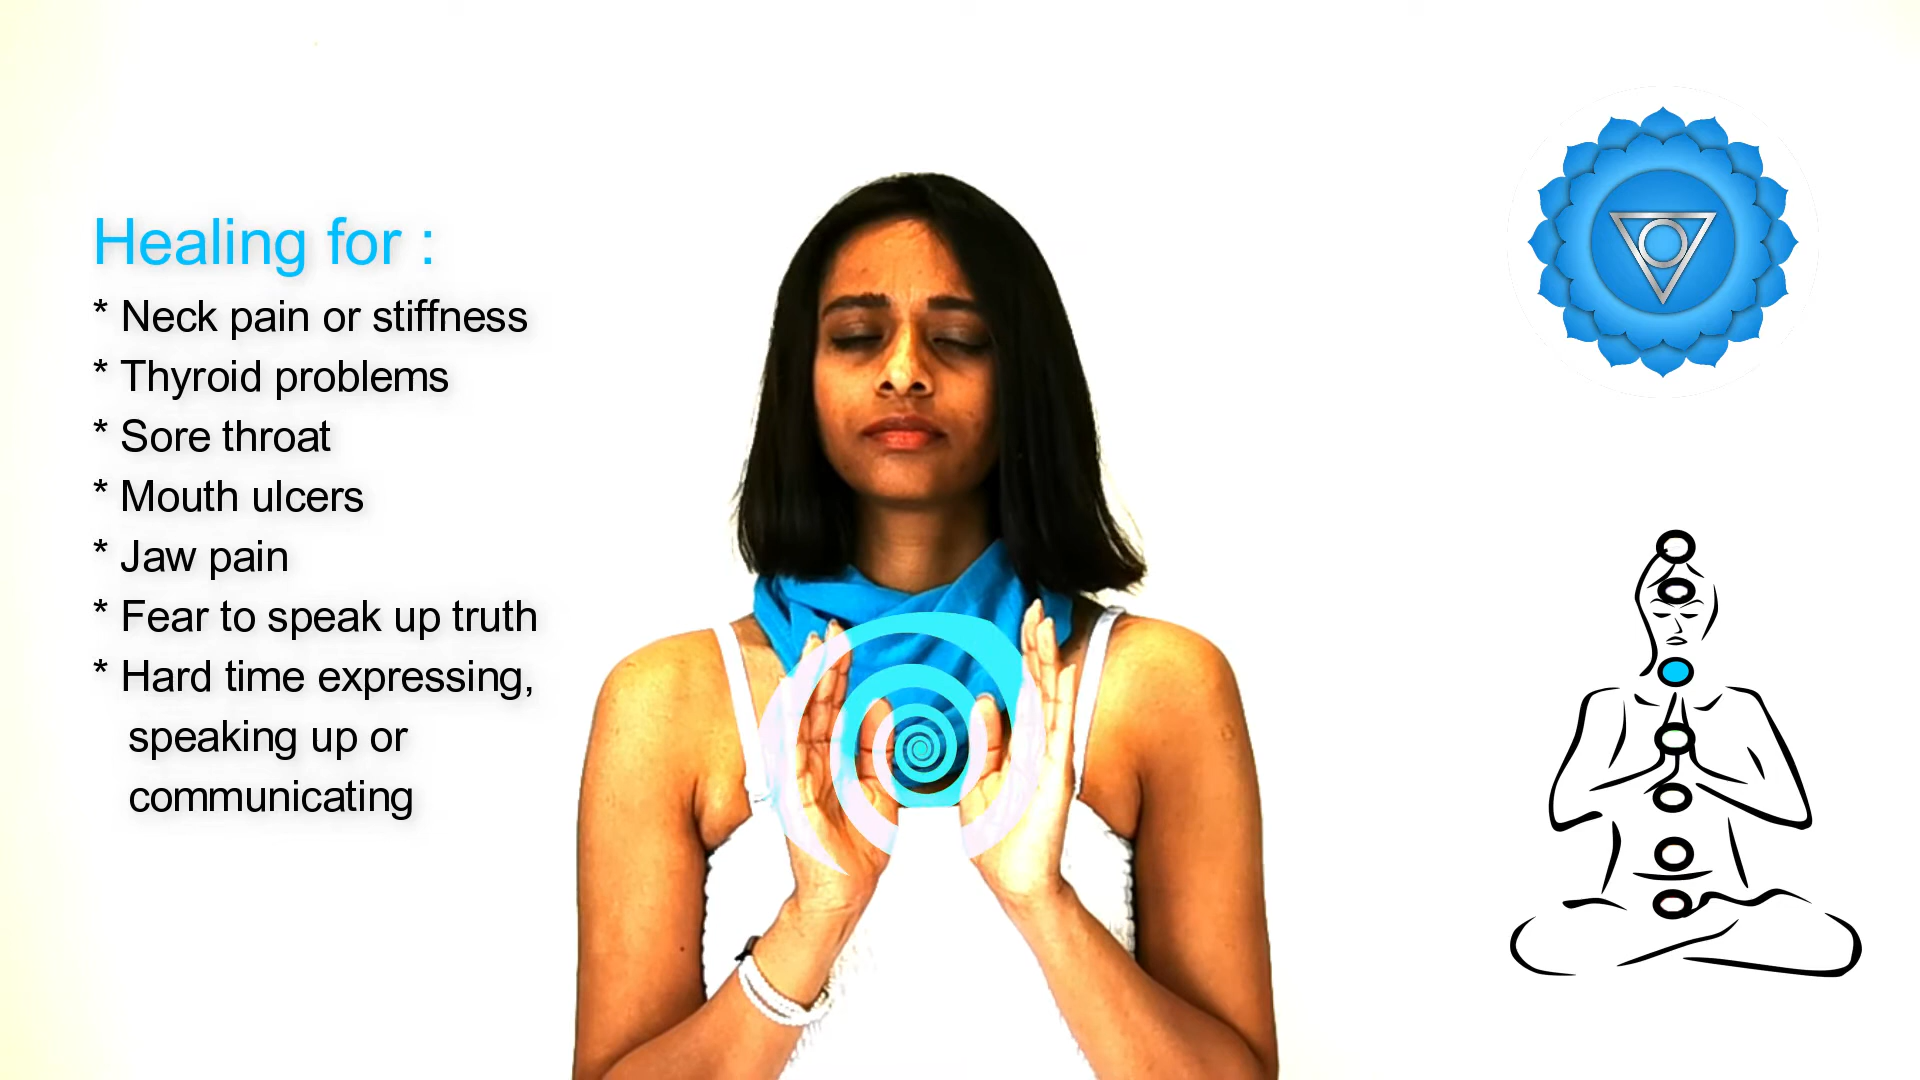 Healing for :
* Neck pain or stiffness
* Thyroid problems
* Sore throat
* Mouth ulcers
* Jaw pain
* Fear to speak up truth
* Hard time expressing,
speaking up or
communicating